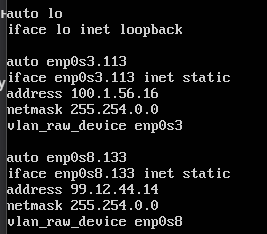 auto lo
iface lo inet loopback

auto enp0s3.113
iface enp0s3.113 inet static
address 100.1.56.16
netmask 255.254.0.0
vlan_raw_device enp0s3

auto enp0s8.133
iface enp0s8.133 inet static
address 99.12.44.14
netmask 255.254.0.0
vlan_raw_device enp0s8